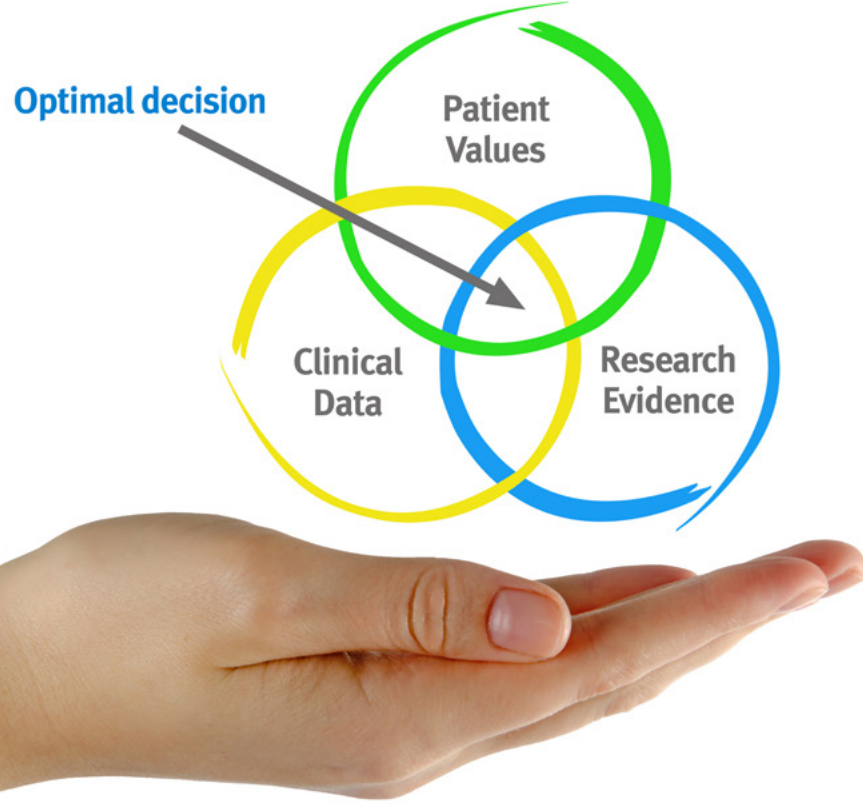 Optimal decision
Patient
Values
Clinical
Data
Research
Evidence